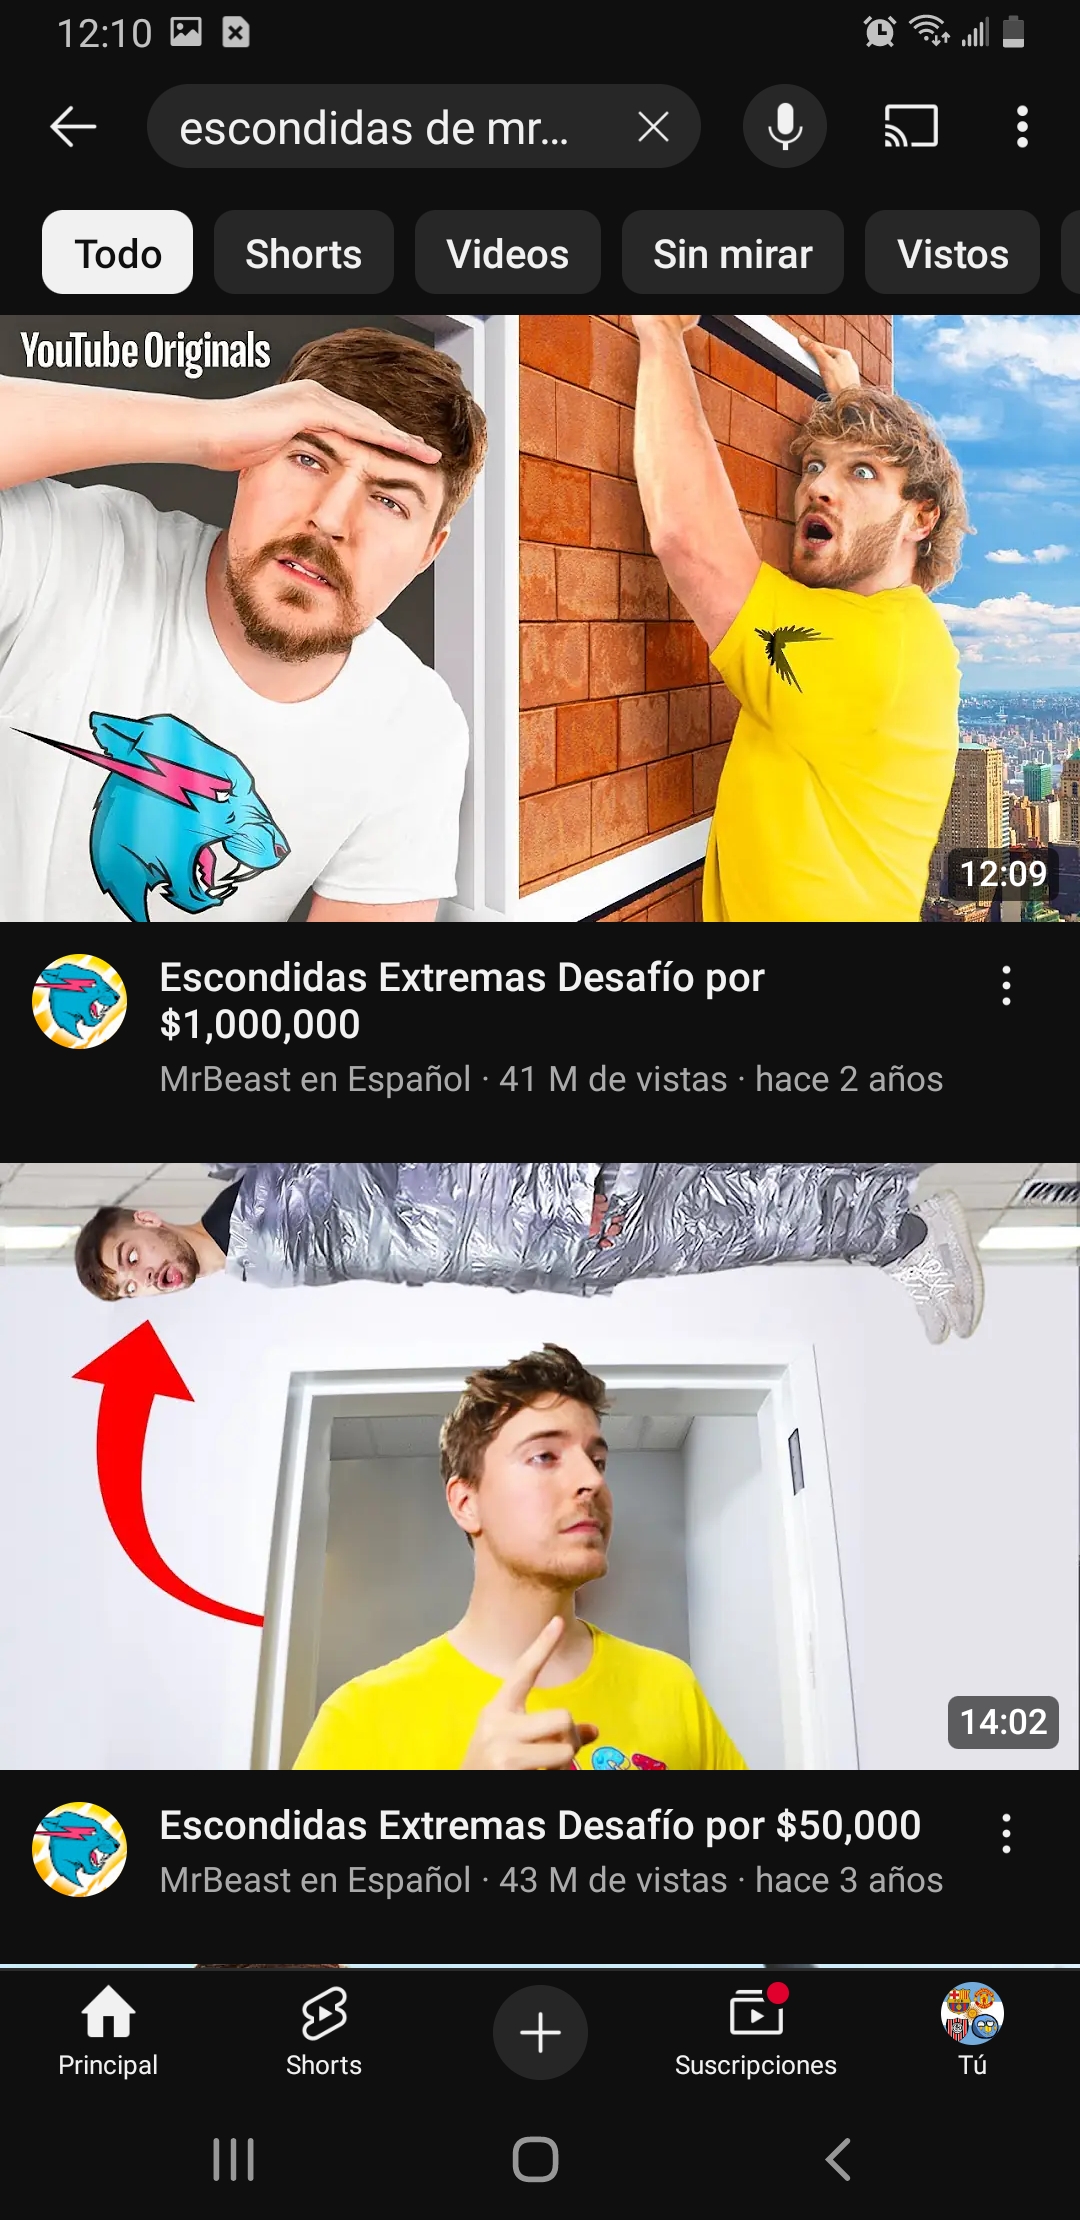 12:10
escondidas de mr...
Todo
Shorts
Videos
Sin mirar
Vistos
YouTube Originals
12:09
Escondidas Extremas Desafío por
$1,000,000
MrBeast en Español · 41 M de vistas · hace 2 años
14:02
Escondidas Extremas Desafío por $50,000
MrBeast en Español · 43 M de vistas · hace 3 años
Principal
Shorts
Suscripciones
Tú